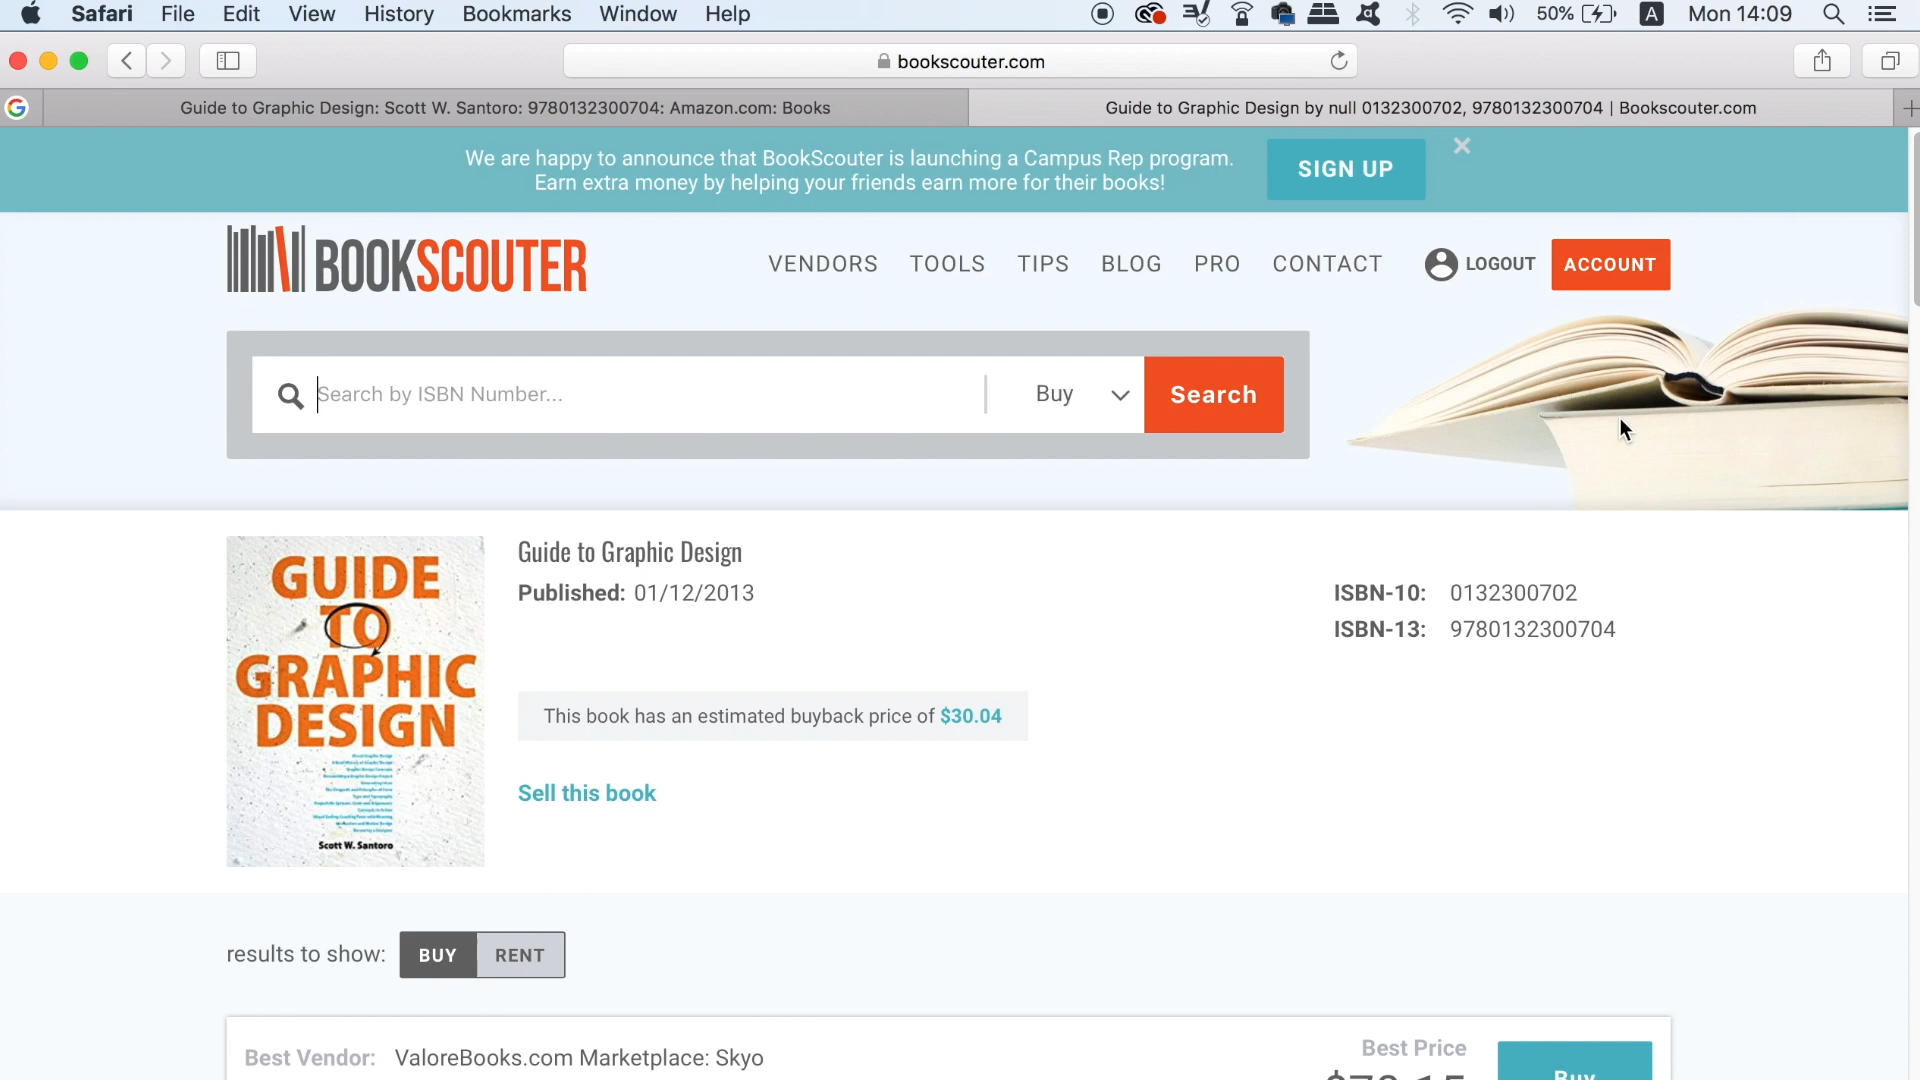 Safari File Edit View History Bookmarks Window Help 50% A Mon 14:09
bookscouter.com
G Guide to Graphic Design: Scott W. Santoro: 9780132300704: Amazon.com: Books Guide to Graphic Design by null 0132300702, 9780132300704 | Bookscouter.com
We are happy to announce that BookScouter is launching a Campus Rep program.
Earn extra money by helping your friends earn more for their books!
SIGN UP
BOOKSCOUTER VENDORS TOOLS TIPS BLOG PRO CONTACT LOGOUT ACCOUNT
Search by ISBN Number... Buy Search
Guide to Graphic Design
Published: 01/12/2013
ISBN-10: 0132300702
ISBN-13: 9780132300704
GUIDE
TO
GRAPHIC
DESIGN
Scott W. Santoro
This book has an estimated buyback price of $30.04
Sell this book
results to show: BUY RENT
Best Vendor: ValoreBooks.com Marketplace: Skyo
Best Price
Buy